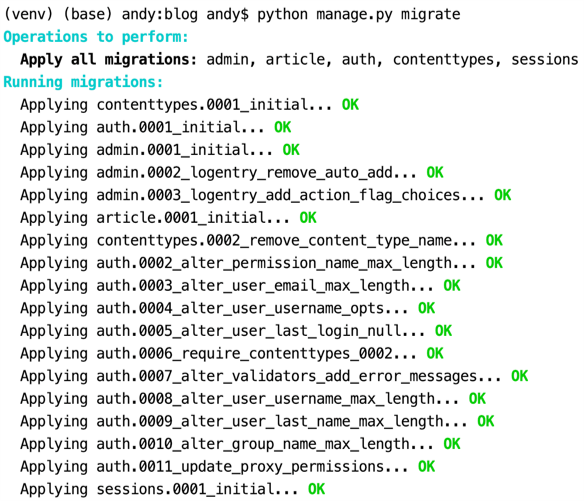 (venv) (base) andy:blog andy$ python manage.py migrate
Operations to perform:
  Apply all migrations: admin, article, auth, contenttypes, sessions
Running migrations:
  Applying contenttypes.0001_initial... OK
  Applying auth.0001_initial... OK
  Applying admin.0001_initial... OK
  Applying admin.0002_logentry_remove_auto_add... OK
  Applying admin.0003_logentry_add_action_flag_choices... OK
  Applying article.0001_initial... OK
  Applying contenttypes.0002_remove_content_type_name... OK
  Applying auth.0002_alter_permission_name_max_length... OK
  Applying auth.0003_alter_user_email_max_length... OK
  Applying auth.0004_alter_user_username_opts... OK
  Applying auth.0005_alter_user_last_login_null... OK
  Applying auth.0006_require_contenttypes_0002... OK
  Applying auth.0007_alter_validators_add_error_messages... OK
  Applying auth.0008_alter_user_username_max_length... OK
  Applying auth.0009_alter_user_last_name_max_length... OK
  Applying auth.0010_alter_group_name_max_length... OK
  Applying auth.0011_update_proxy_permissions... OK
  Applying sessions.0001_initial... OK